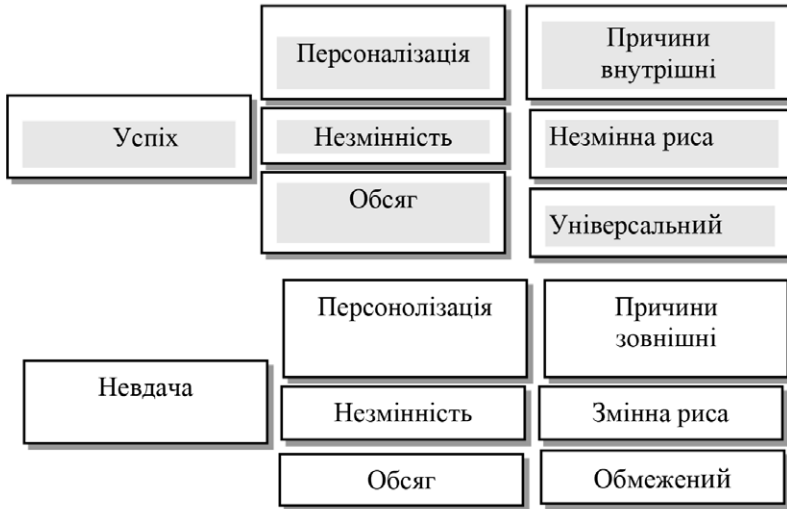 Персоналізація
Причини
внутрішні
Успіх
Незмінність
Незмінна риса
Обсяг
Універсальний
Персонолізація
Причини
зовнішні
Невдача
Незмінність
Змінна риса
Обсяг
Обмежений